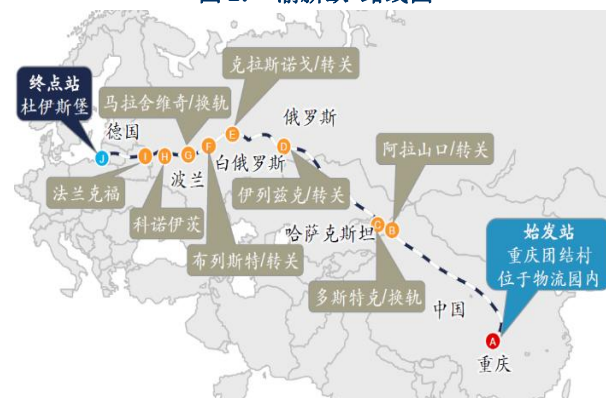 克拉斯诺戈/转关
终点站
杜伊斯堡
马拉舍维奇/换轨
俄罗斯
德国
阿拉山口/转关
E
J
I
H
G
F
D
白俄罗斯
波兰
法兰克福
伊列兹克/转关
科诺伊茨
哈萨克斯坦
C
B
始发站
重庆团结村
位于物流园内
布列斯特/转关
多斯特克/换轨
中国
A
重庆